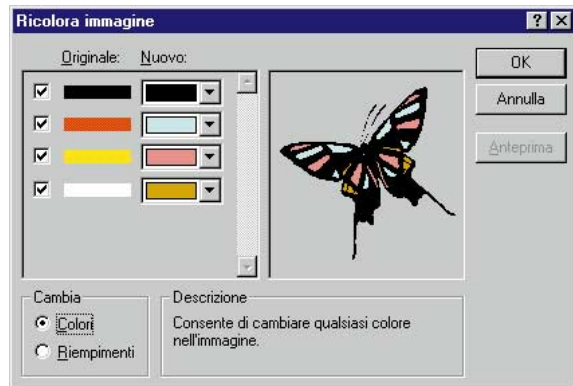 Ricolora immagine
Originale: Nuovo:
OK
Annulla
Anteprima
Cambia
Colori
Riempimenti
Descrizione
Consente di cambiare qualsiasi colore
nell'immagine.